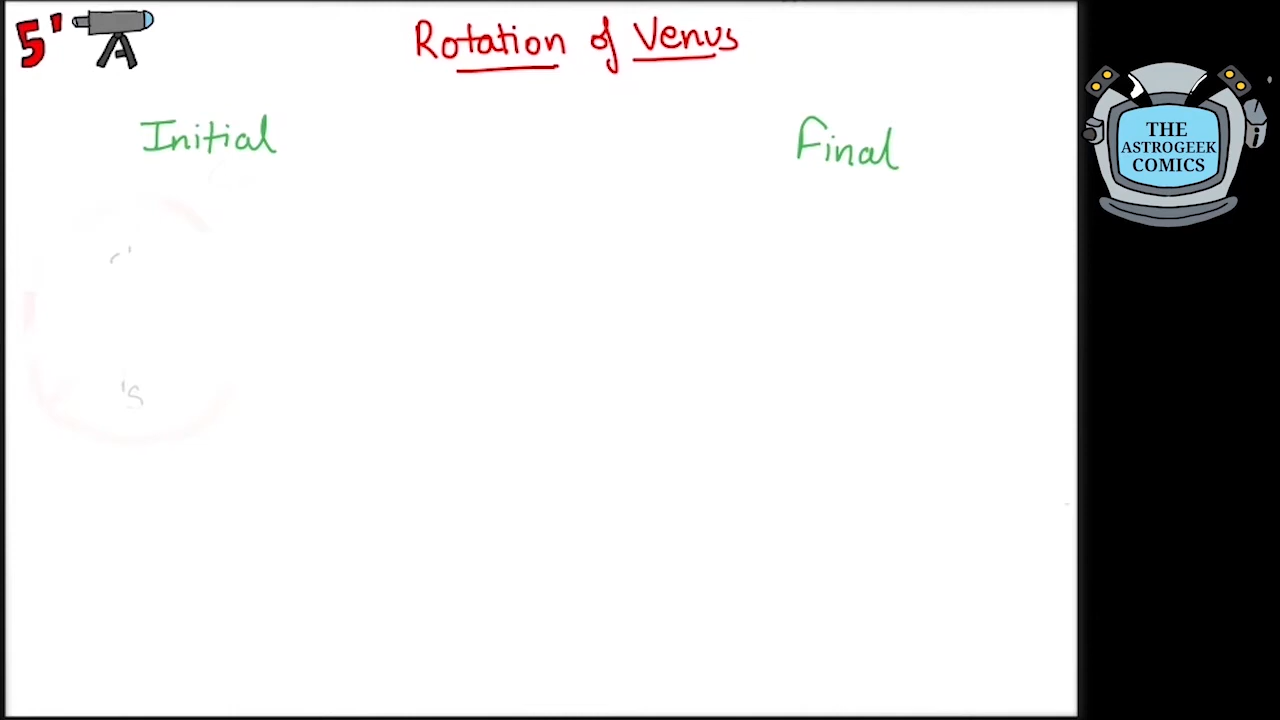 5'
Rotation of Venus
Initial
Final
THE
ASTROGEEK
COMICS